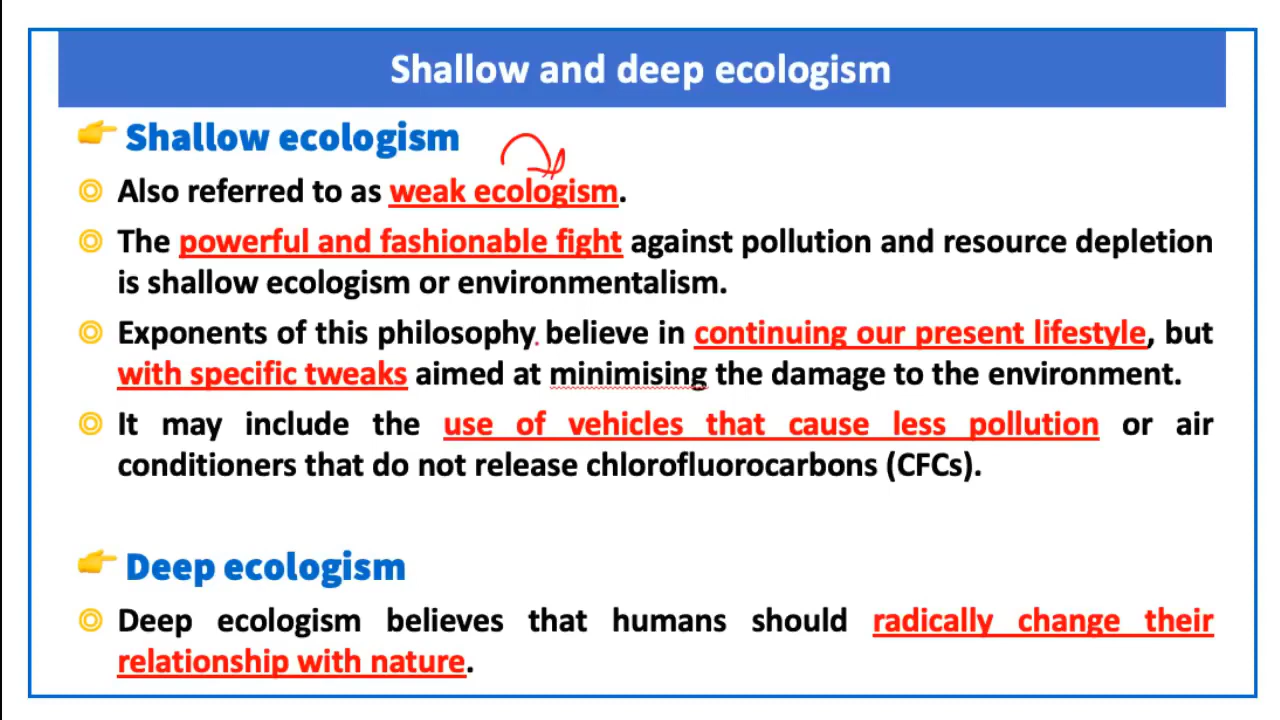 Shallow and deep ecologism
Shallow ecologism
Also referred to as weak ecologism.
The powerful and fashionable fight against pollution and resource depletion
is shallow ecologism or environmentalism.
Exponents of this philosophy believe in continuing our present lifestyle, but
with specific tweaks aimed at minimising the damage to the environment.
It may include the use of vehicles that cause less pollution or air
conditioners that do not release chlorofluorocarbons (CFCs).
Deep ecologism
Deep ecologism believes that humans should radically change their
relationship with nature.